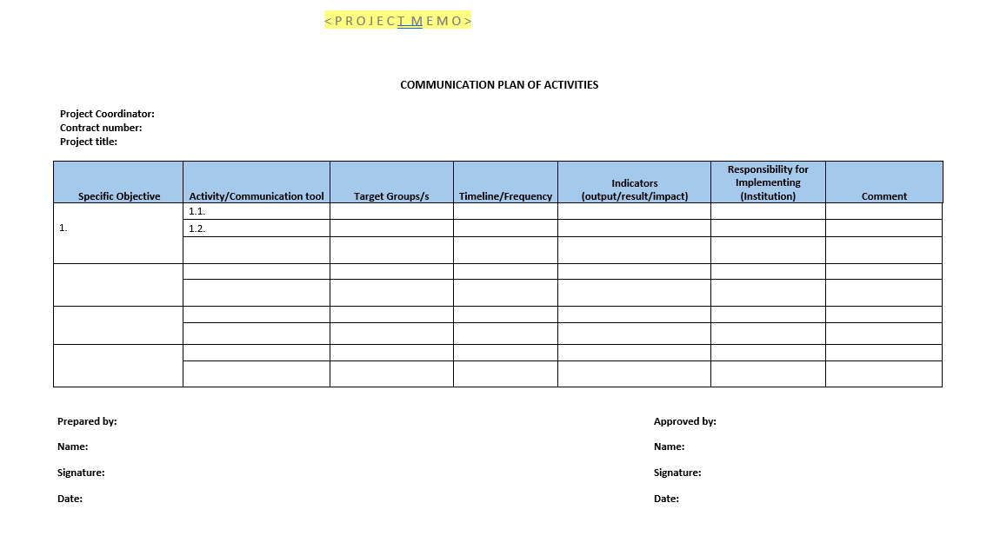 <PROJECT MEMO>
COMMUNICATION PLAN OF ACTIVITIES
Project Coordinator:
Contract number:
Project title:
Specific Objective
Activity/Communication tool
Target Groups/s
Timeline/Frequency
Indicators
(output/result/impact)
Responsibility for
Implementing
(Institution)
Comment
1.
1.1.
1.2.
Prepared by:
Name:
Signature:
Date:
Approved by:
Name:
Signature:
Date: